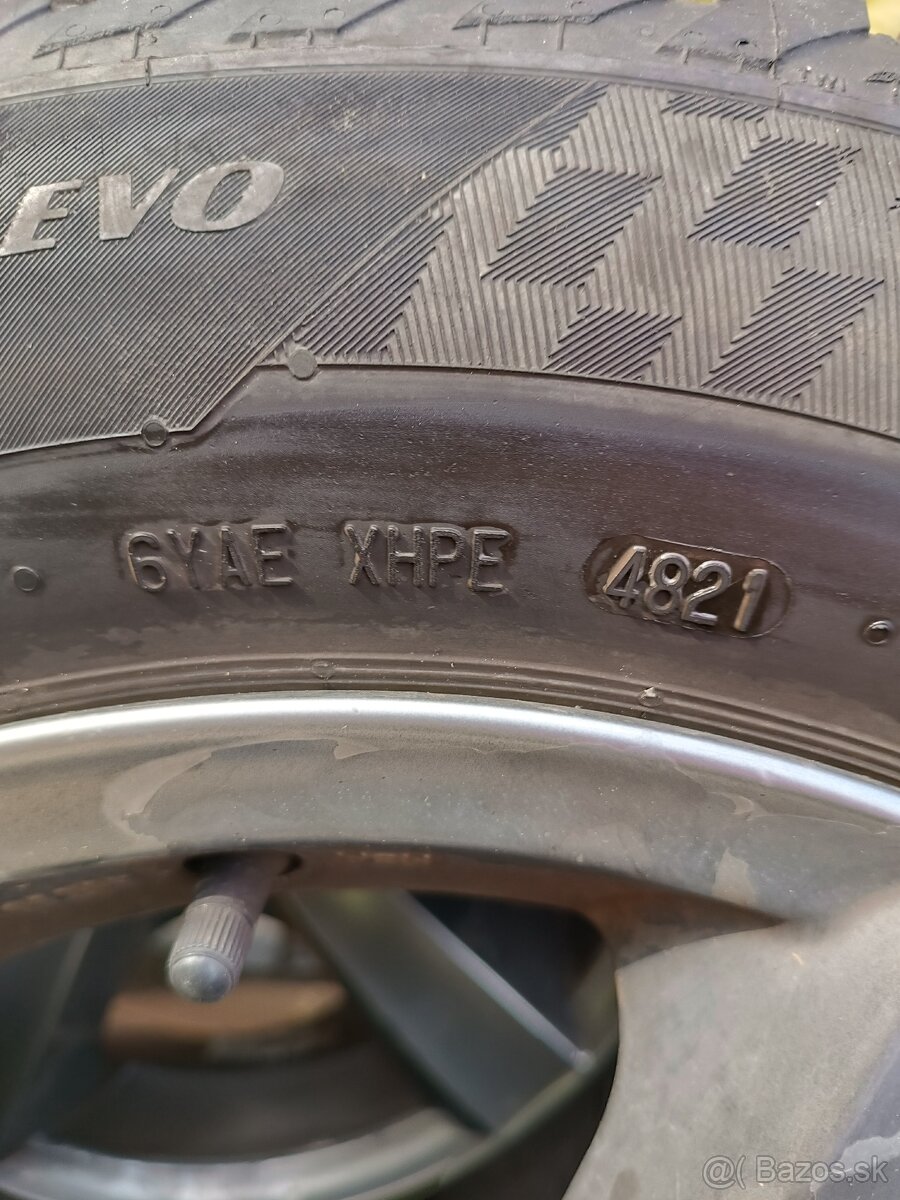 EVO
6YAE XHPE 4821
@( Bazos.sk